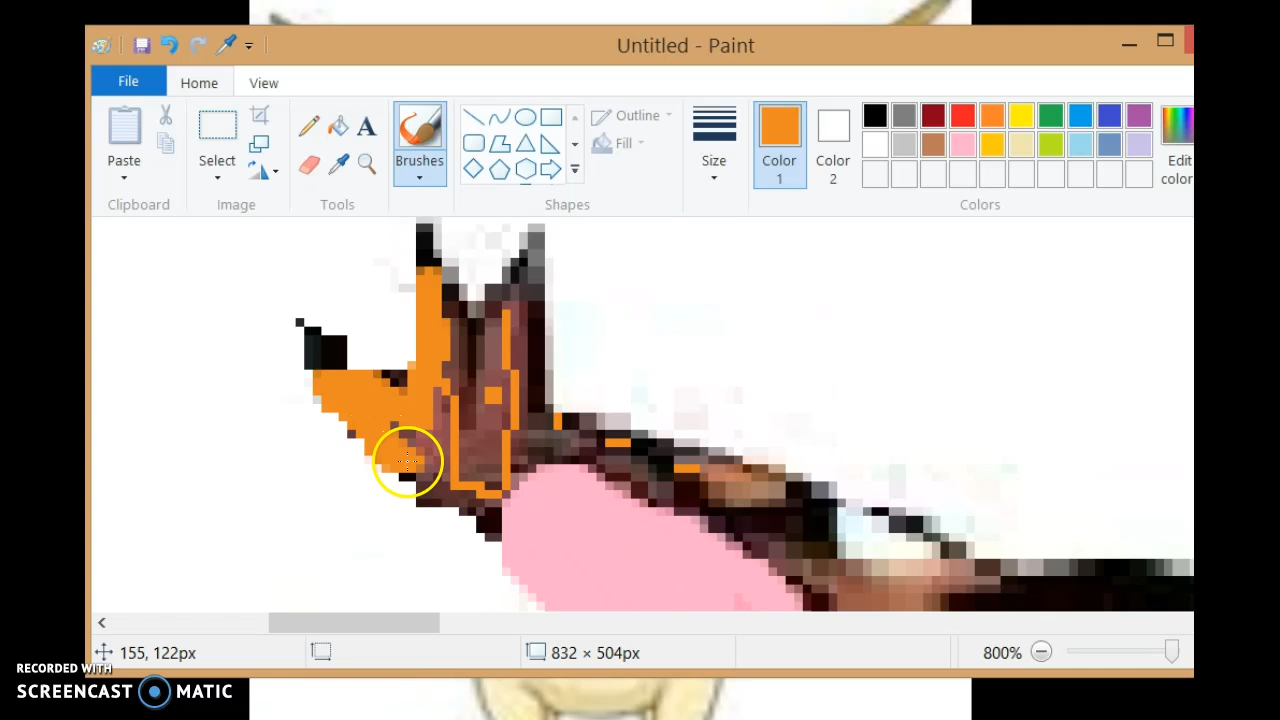 Untitled - Paint
File Home View
Paste
Select
Brushes
Outline
Fill
Size
Color 1
Color 2
Edit
color
Clipboard
Image
Tools
Shapes
Colors
155, 122px
832 × 504px
800%
RECORDED WITH
SCREENCAST MATIC